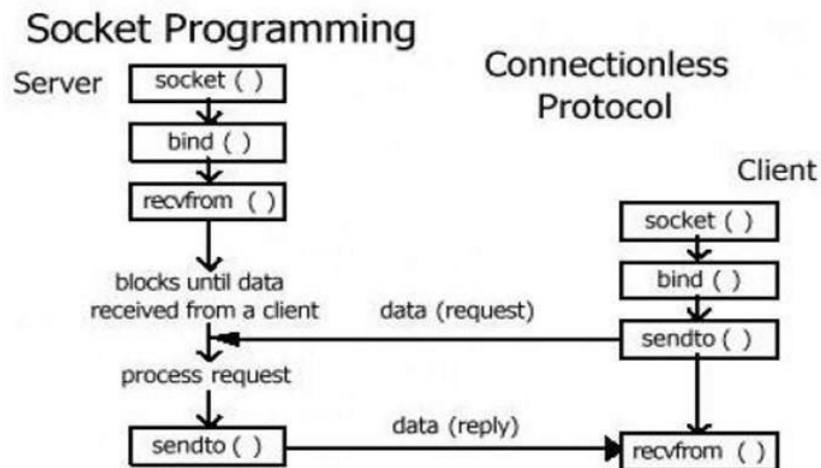 Socket Programming
Server
socket ( )
bind ( )
recvfrom ( )
blocks until data
received from a client
process request
sendto ( )
Connectionless
Protocol
Client
socket ( )
bind ( )
sendto ( )
recvfrom ( )
data (request)
data (reply)